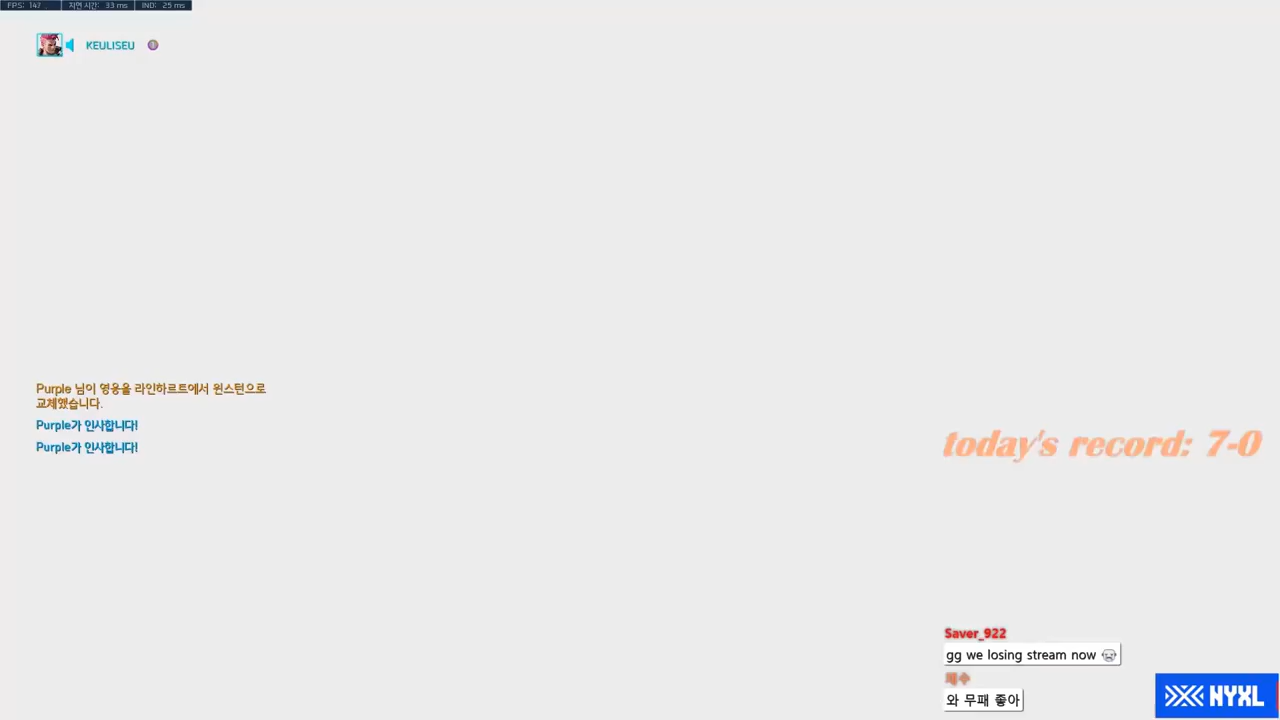 FPS: 147 지연 시간: 33 ms IND: 25 ms
KEULISEU
Purple 님이 영웅을 라인하르트에서 윈스턴으로
교체했습니다.
Purple가 인사합니다!
Purple가 인사합니다!
today's record: 7-0
Saver_922
gg we losing stream now
와 무패 좋아
NYXL